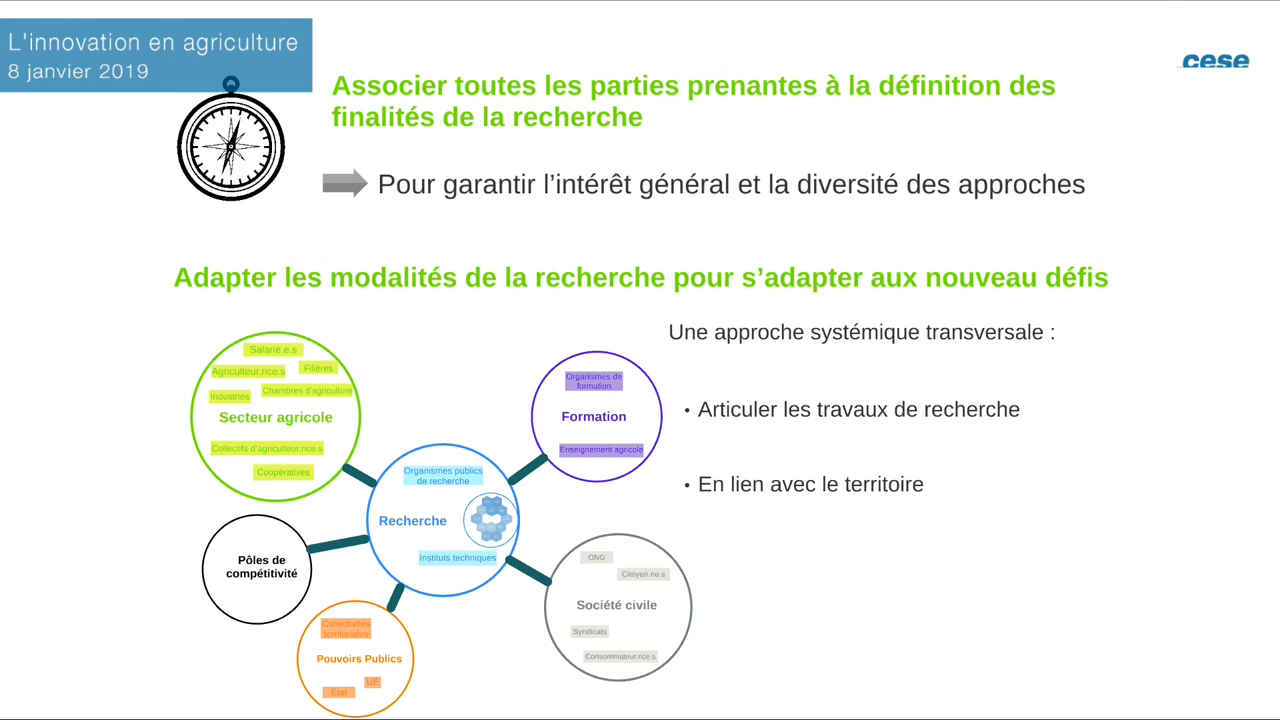 L'innovation en agriculture
8 janvier 2019
cese
Associer toutes les parties prenantes à la définition des
finalités de la recherche
Pour garantir l’intérêt général et la diversité des approches
Adapter les modalités de la recherche pour s’adapter aux nouveau défis
Une approche systémique transversale :
• Articuler les travaux de recherche
• En lien avec le territoire
Salarié.e.s
Agriculteur.rice.s
Filières
Industries
Chambres d’agriculture
Secteur agricole
Collectifs d’agriculteur.rice.s
Coopératives
Organismes de
formation
Formation
Enseignement agricole
Organismes publics
de recherche
Recherche
Instituts techniques
Pôles de
compétitivité
Collectivités
territoriales
Pouvoirs Publics
UE
État
ONG
Citoyen.ne.s
Société civile
Syndicats
Consommateur.rice.s